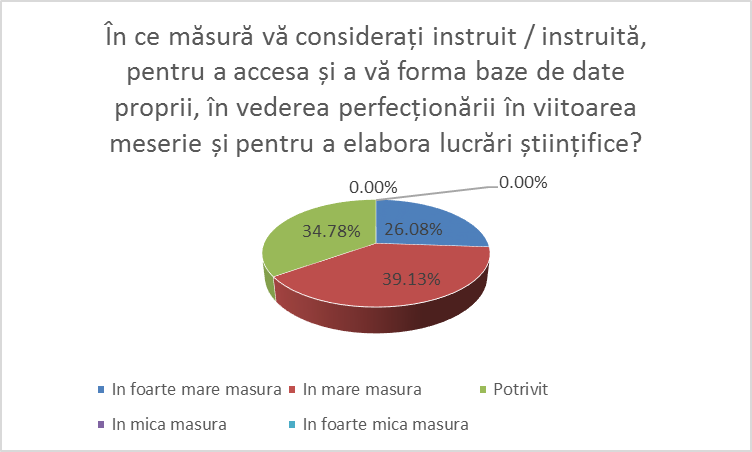 În ce măsură vă considerați instruit / instruită,
pentru a accesa și a vă forma baze de date
proprii, în vederea perfecționării în viitoarea
meserie și pentru a elabora lucrări științifice?
0.00% 0.00%
34.78% 26.08%
39.13%
In foarte mare masura In mare masura Potrivit
In mica masura In foarte mica masura